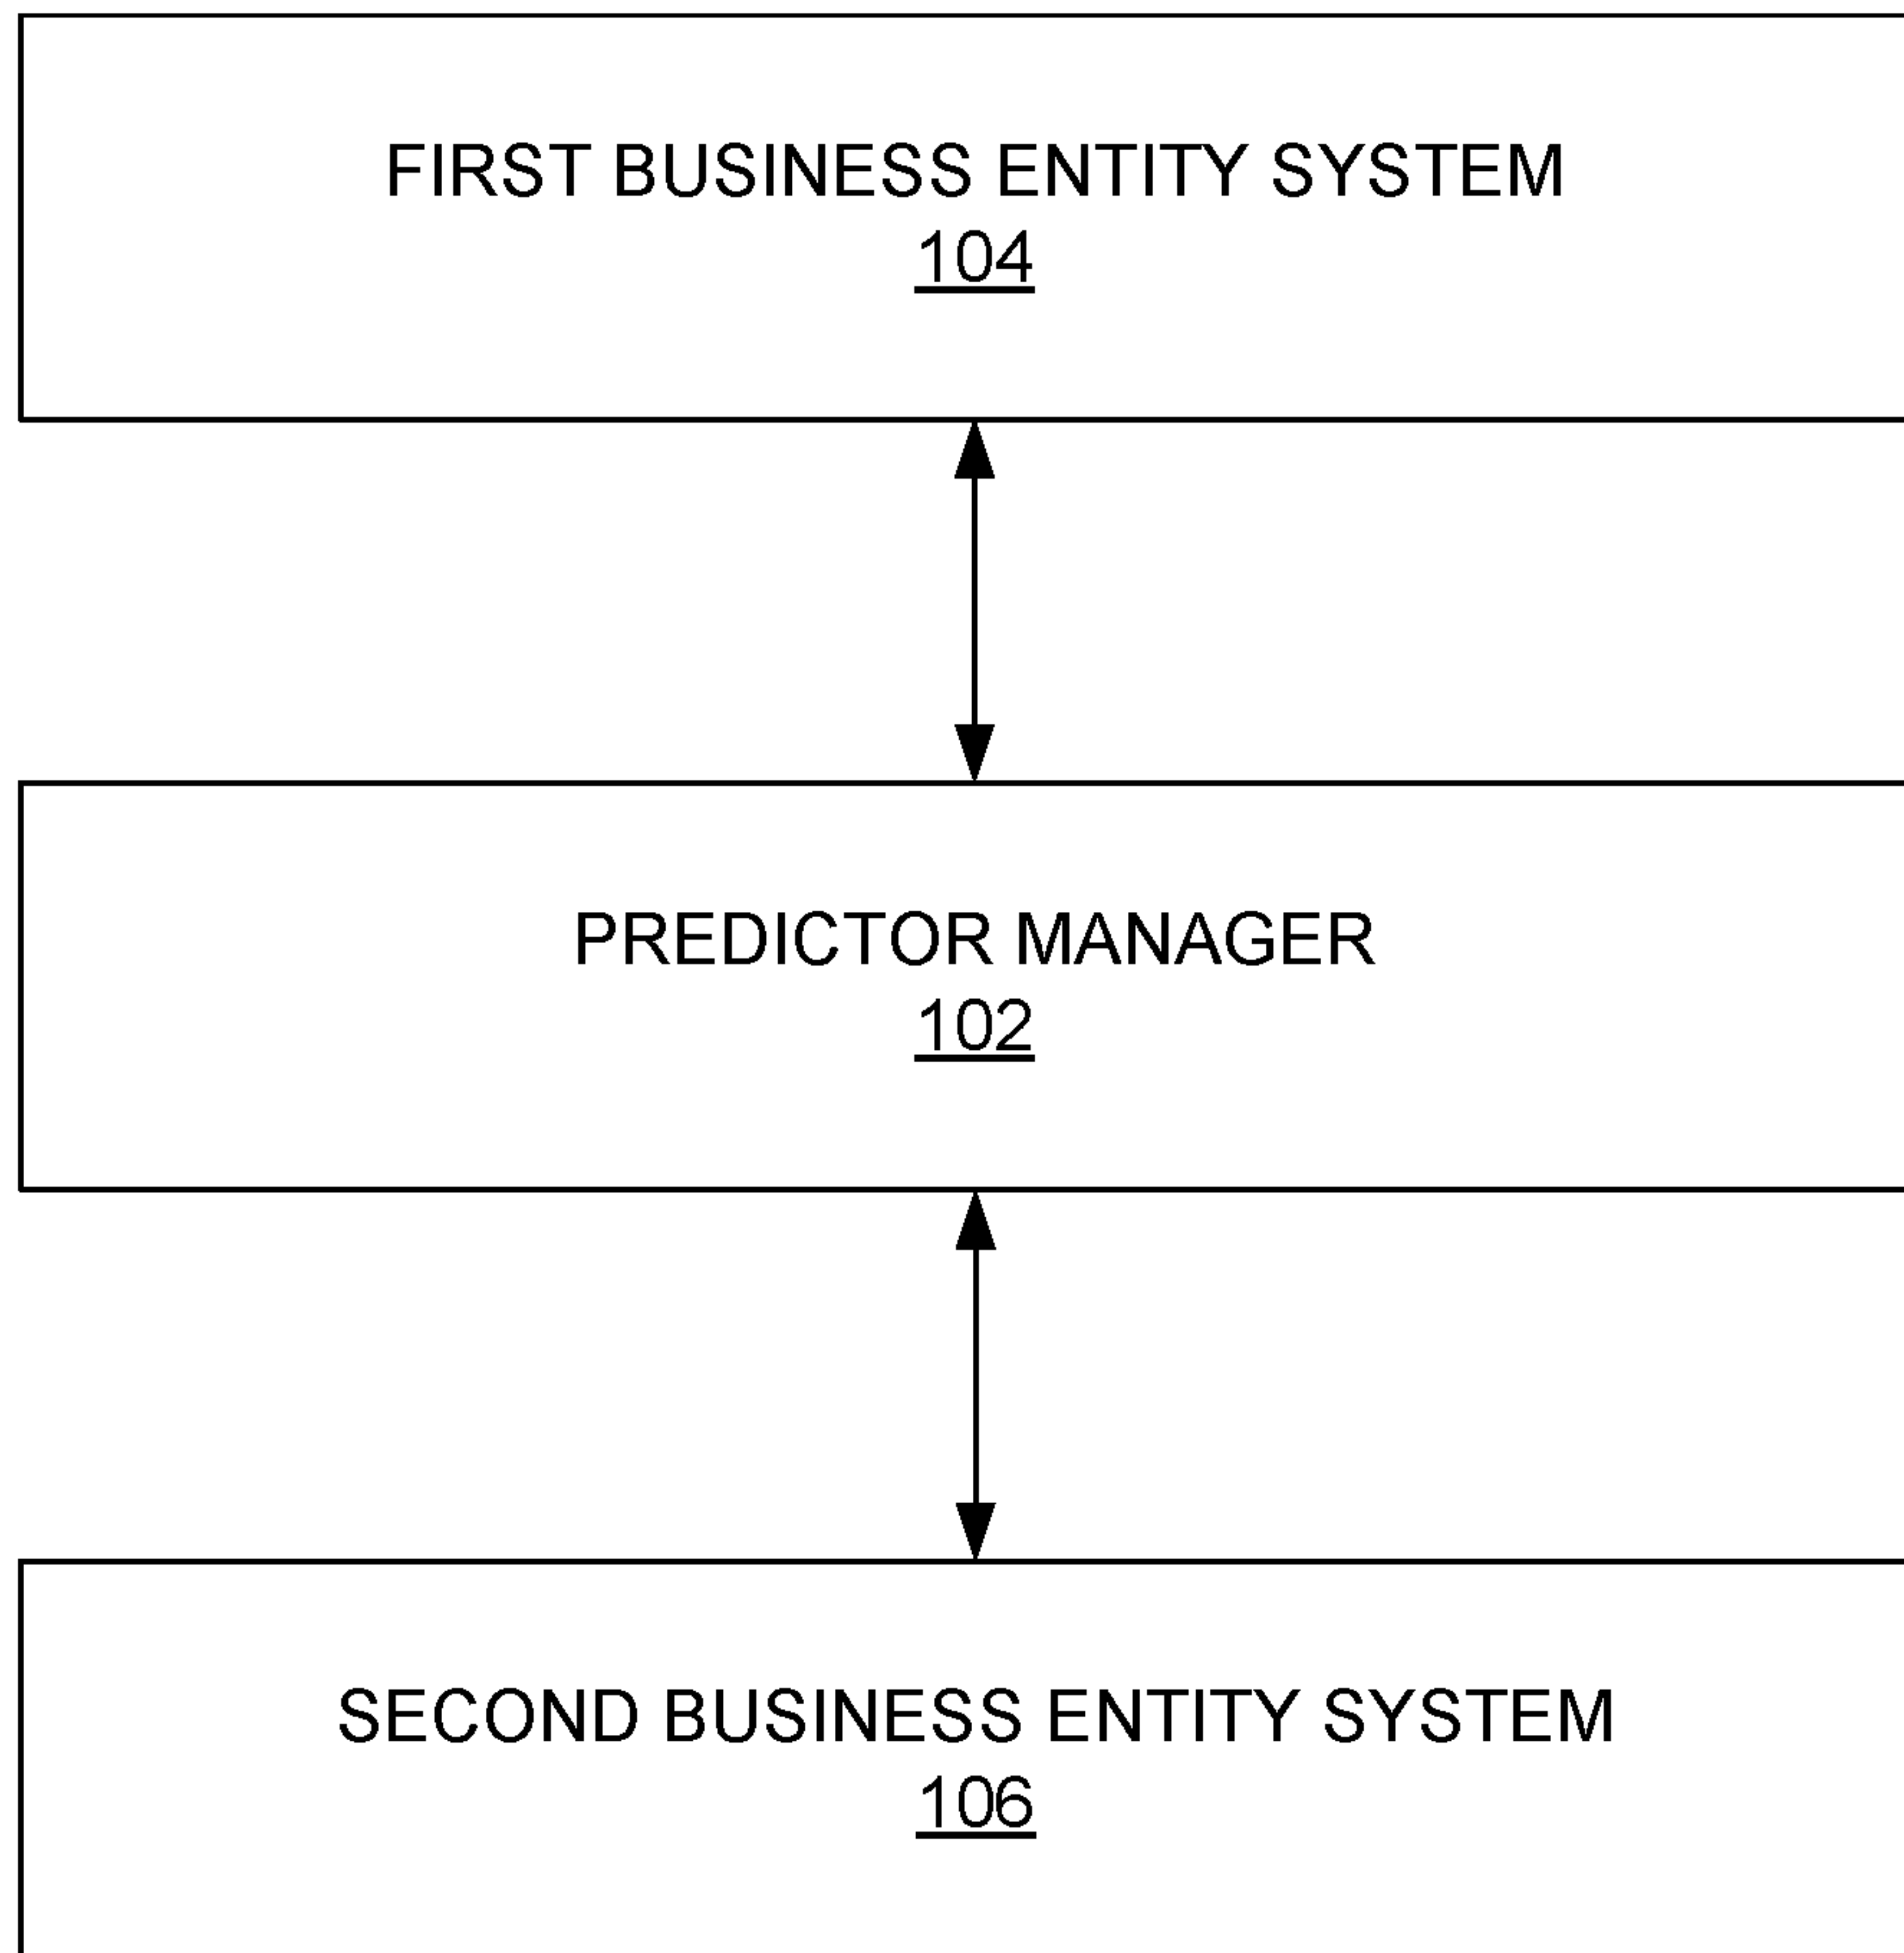 FIRST BUSINESS ENTITY SYSTEM
104
PREDICTOR MANAGER
102
SECOND BUSINESS ENTITY SYSTEM
106